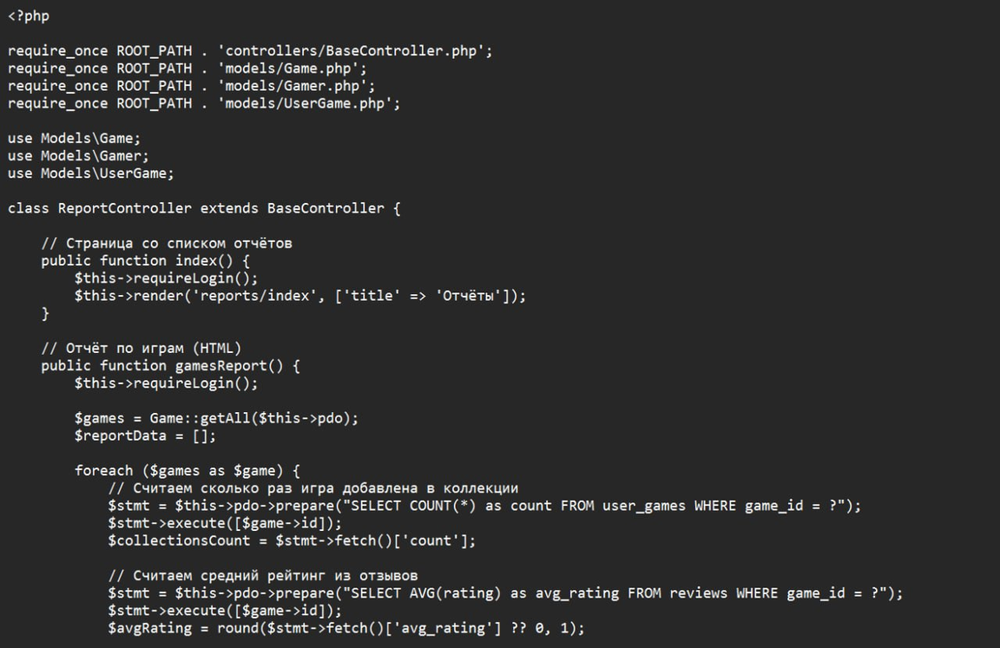 <?php
require_once ROOT_PATH . 'controllers/BaseController.php';
require_once ROOT_PATH . 'models/Game.php';
require_once ROOT_PATH . 'models/Gamer.php';
require_once ROOT_PATH . 'models/UserGame.php';
use Models\Game;
use Models\Gamer;
use Models\UserGame;
class ReportController extends BaseController {
// Страница со списком отчётов
public function index() {
$this->requireLogin();
$this->render('reports/index', ['title' => 'Отчёты']);
}
// Отчёт по играм (HTML)
public function gamesReport() {
$this->requireLogin();
$games = Game::getAll($this->pdo);
$reportData = [];
foreach ($games as $game) {
// Считаем сколько раз игра добавлена в коллекции
$stmt = $this->pdo->prepare("SELECT COUNT(*) as count FROM user_games WHERE game_id = ?");
$stmt->execute([$game->id]);
$collectionsCount = $stmt->fetch()['count'];
// Считаем средний рейтинг из отзывов
$stmt = $this->pdo->prepare("SELECT AVG(rating) as avg_rating FROM reviews WHERE game_id = ?");
$stmt->execute([$game->id]);
$avgRating = round($stmt->fetch()['avg_rating'] ?? 0, 1);